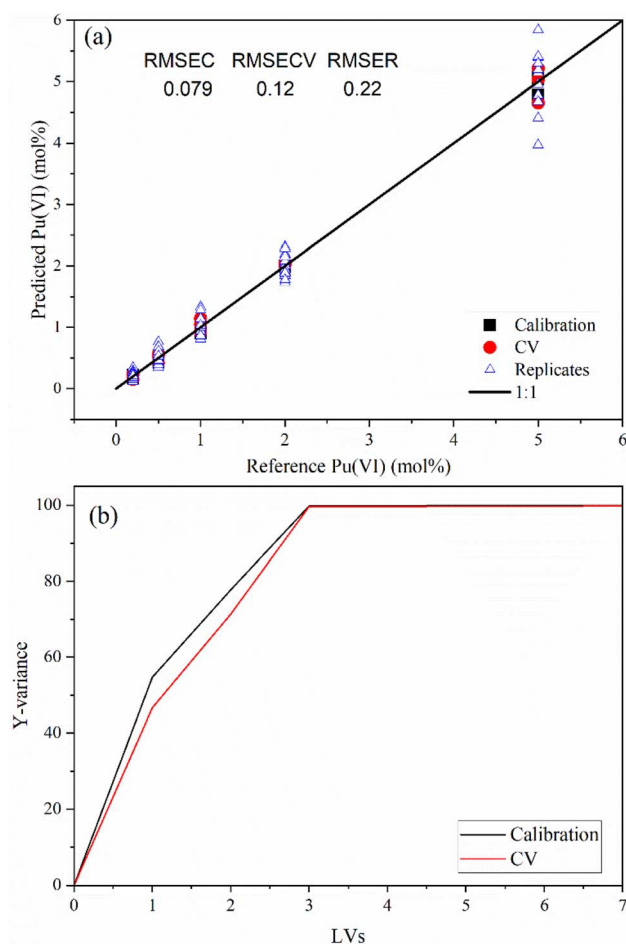 (a)
RMSEC RMSECV RMSER
0.079 0.12 0.22
Predicted Pu(VI) (mol%)
6
5
4
3
2
1
0
Calibration
CV
Replicates
1:1
0 1 2 3 4 5 6
Reference Pu(VI) (mol%)
(b)
Y-variance
100
80
60
40
20
0
Calibration
CV
0 1 2 3 4 5 6 7
LVs